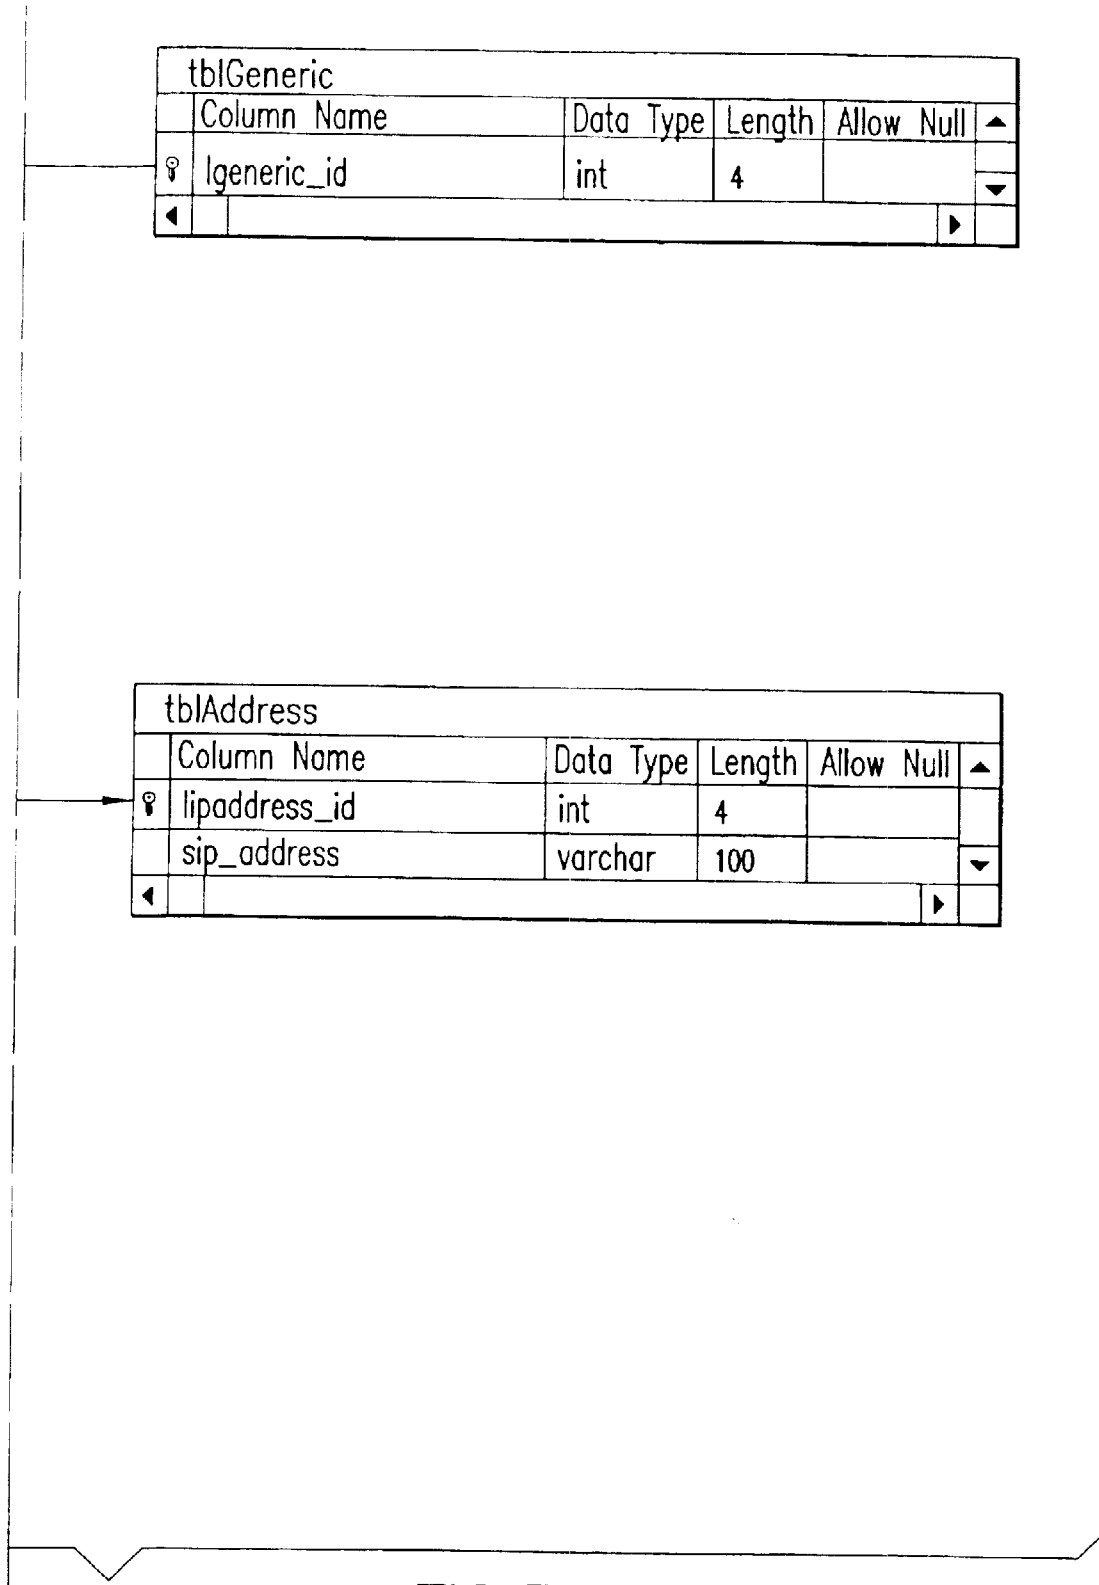 tblGeneric
Column Name Data Type Length Allow Null
lgeneric_id int 4
tblAddress
Column Name Data Type Length Allow Null
lipaddress_id int 4
sip_address varchar 100